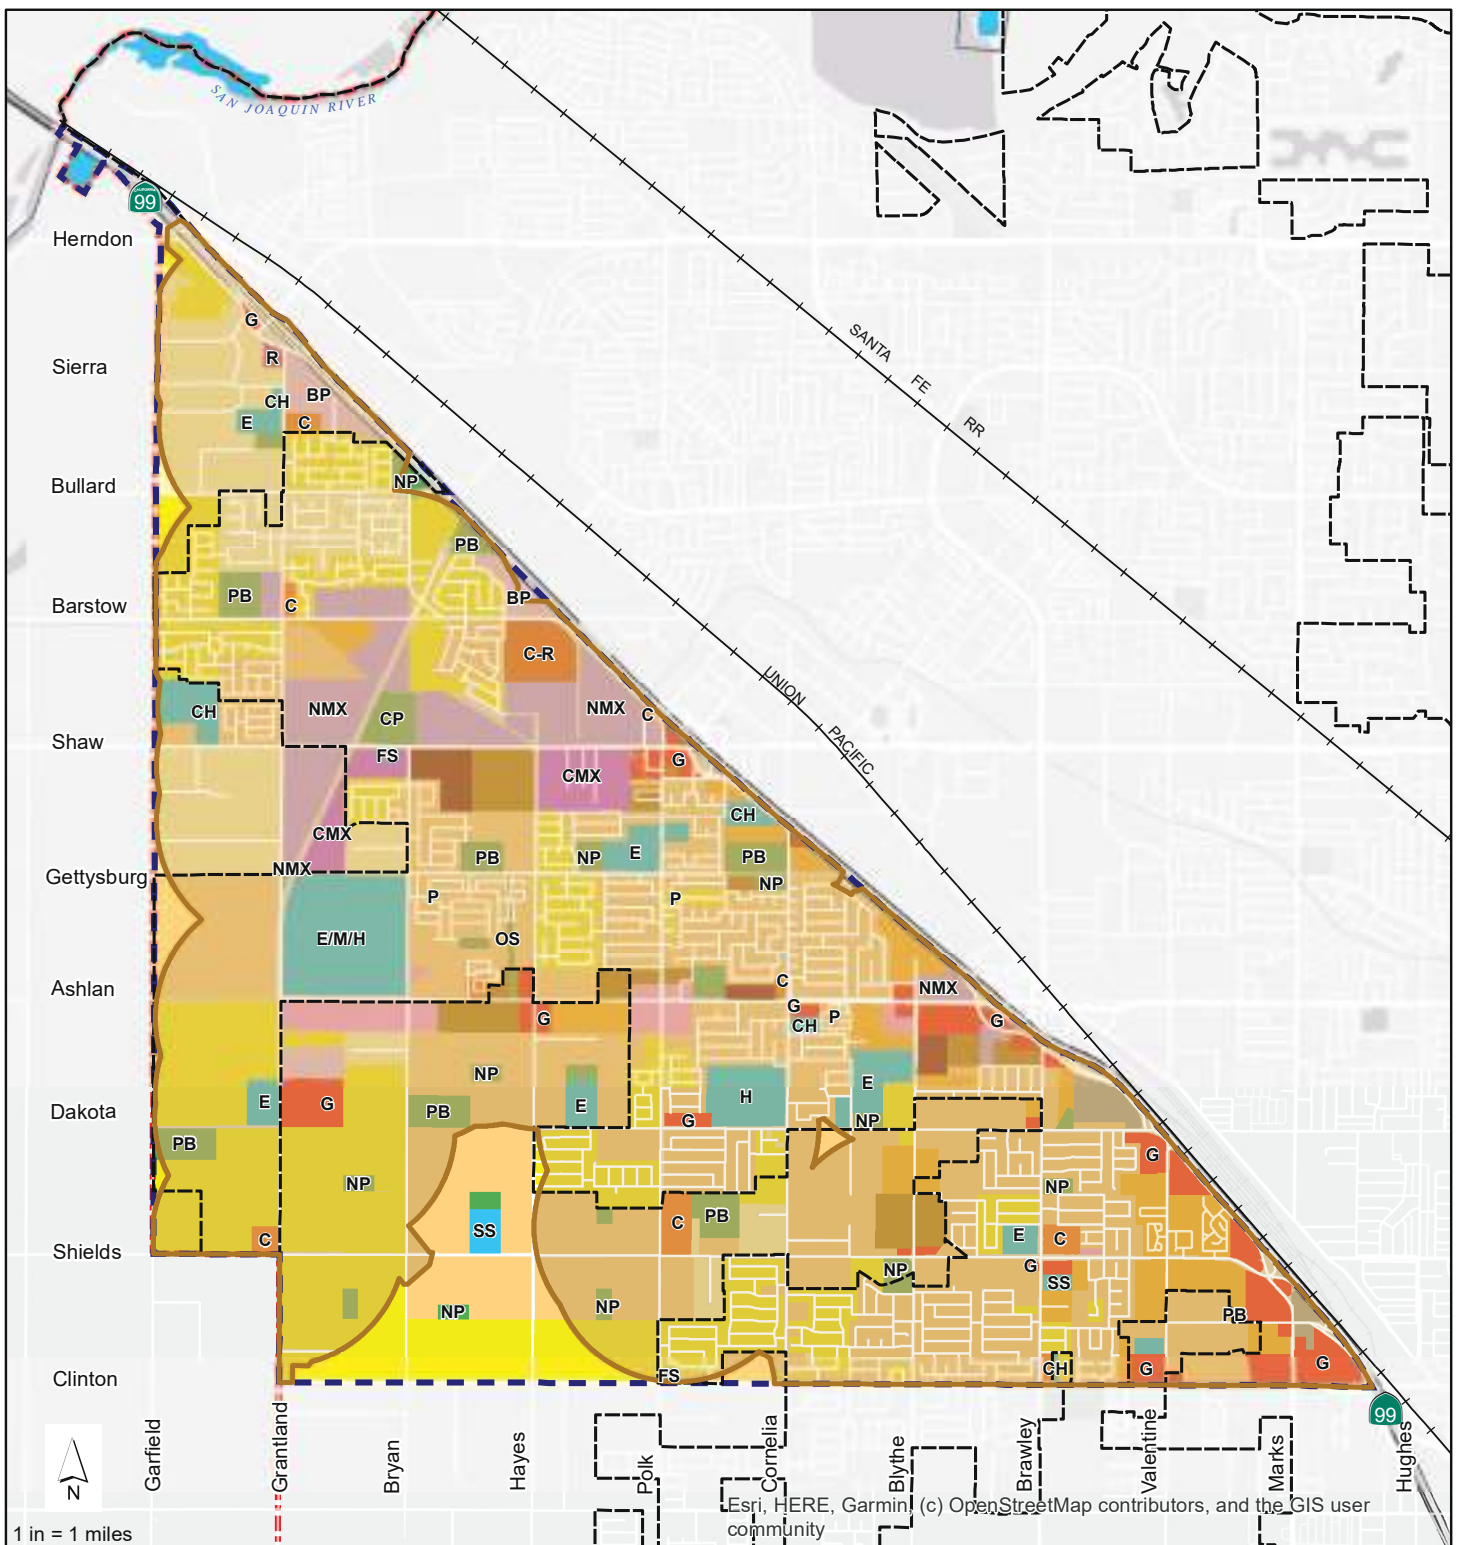 SAN JOAQUIN RIVER
CALIFORNIA
99
Herndon
G
SANTA
FE
RR
Sierra
R
CH
BP
E
C
Bullard
NP
PB
Barstow
PB
C
BP
C-R
UNION
PACIFIC
CH
NMX
CP
NMX
C
Shaw
FS
CMX
G
CH
CMX
PB
NP
E
PB
NMX
NP
Gettysburg
P
P
E/M/H
OS
Ashlan
C
NMX
G
G
CH
P
G
NP
E
E
G
PB
E
H
Dakota
G
NP
PB
G
NP
NP
SS
C
PB
E
C
C
Shields
NP
G
SS
NP
NP
PB
FS
CH
G
G
Clinton
99
Garfield
Grantland
Bryan
Hayes
Polk
Cornelia
Blythe
Brawley
Valentine
Marks
Hughes
N
Esri, HERE, Garmin, (c) OpenStreetMap contributors, and the GIS user
community
1 in = 1 miles